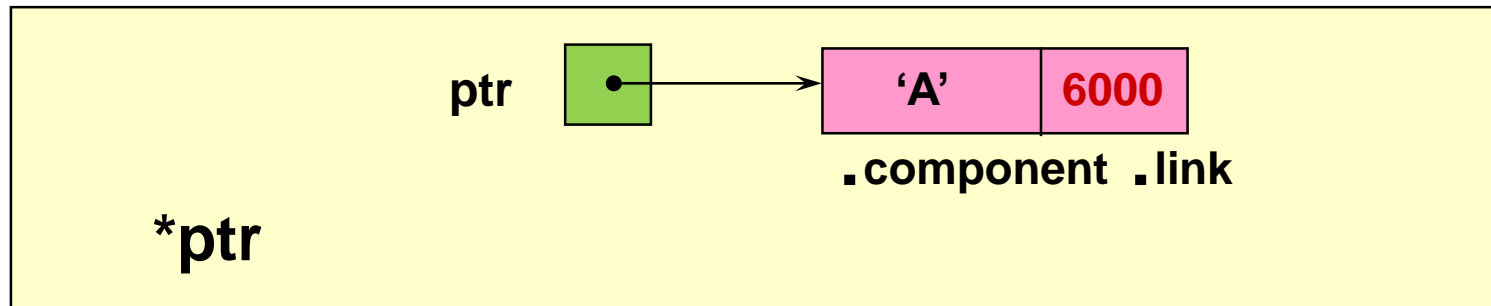 ptr ‘A’ 6000
.component .link
*ptr